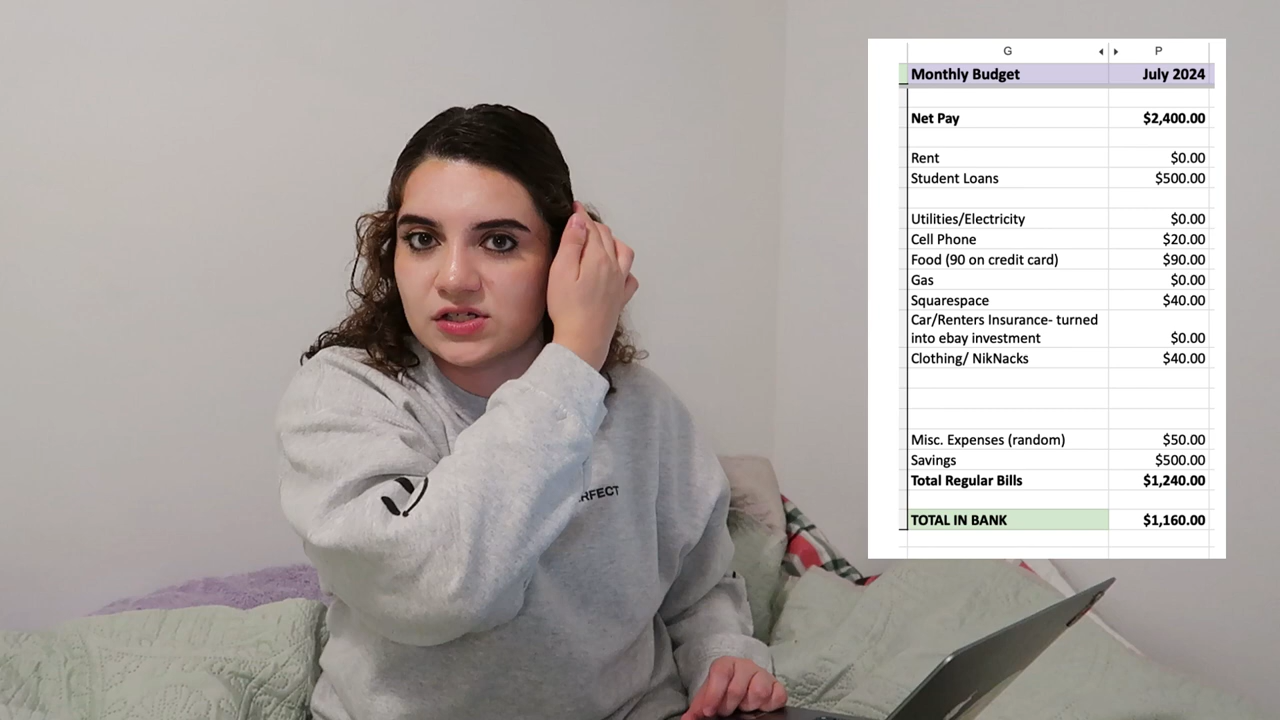 G P
Monthly Budget July 2024
Net Pay $2,400.00
Rent $0.00
Student Loans $500.00
Utilities/Electricity $0.00
Cell Phone $20.00
Food (90 on credit card) $90.00
Gas $0.00
Squarespace $40.00
Car/Renters Insurance- turned
into ebay investment $0.00
Clothing/ NikNacks $40.00
Misc. Expenses (random) $50.00
Savings $500.00
Total Regular Bills $1,240.00
TOTAL IN BANK $1,160.00
RFECT